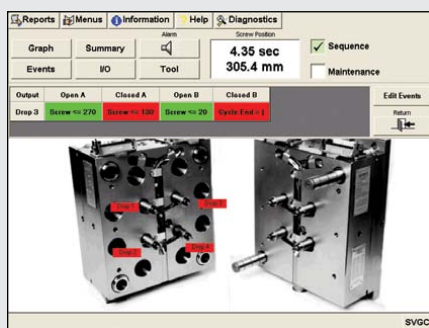 Reports Menus Information Help Diagnostics
Alarm Screw Position
Graph Summary 4.35 sec Sequence
305.4 mm
Events I/O Tool Maintenance
Output Open A Closed A Open B Closed B Edit Events
Drop 3 Screw <= 270 Screw <= 130 Screw <= 20 Cycle End + 1
Return
Drop 1 Drop 3
Drop 2 Drop 4
SVGC